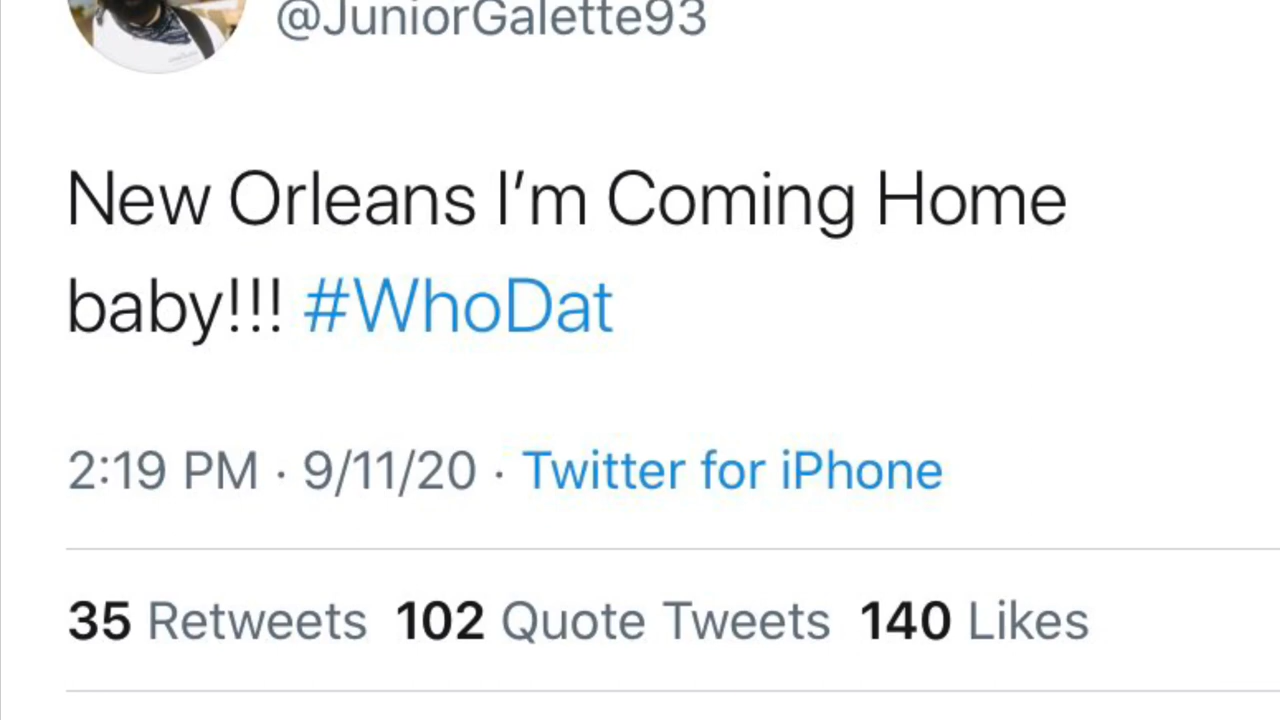 @JuniorGalette93
New Orleans I’m Coming Home
baby!!! #WhoDat
2:19 PM · 9/11/20 · Twitter for iPhone
35 Retweets 102 Quote Tweets 140 Likes